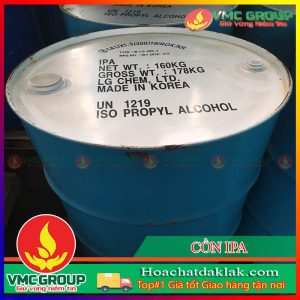 VMC GROUP
Giữ Vững Niềm tin
IPA
NET WT. : 160KG
GROSS WT. : 178KG
LG CHEM, LTD.
MADE IN KOREA
UN 1219
ISO PROPYL ALCOHOL
VMCGROUP
Giữ vững niềm tin
CỒN IPA
Hoachatdaklak.com
Top#1 Giá tốt Giao hàng tận nơi